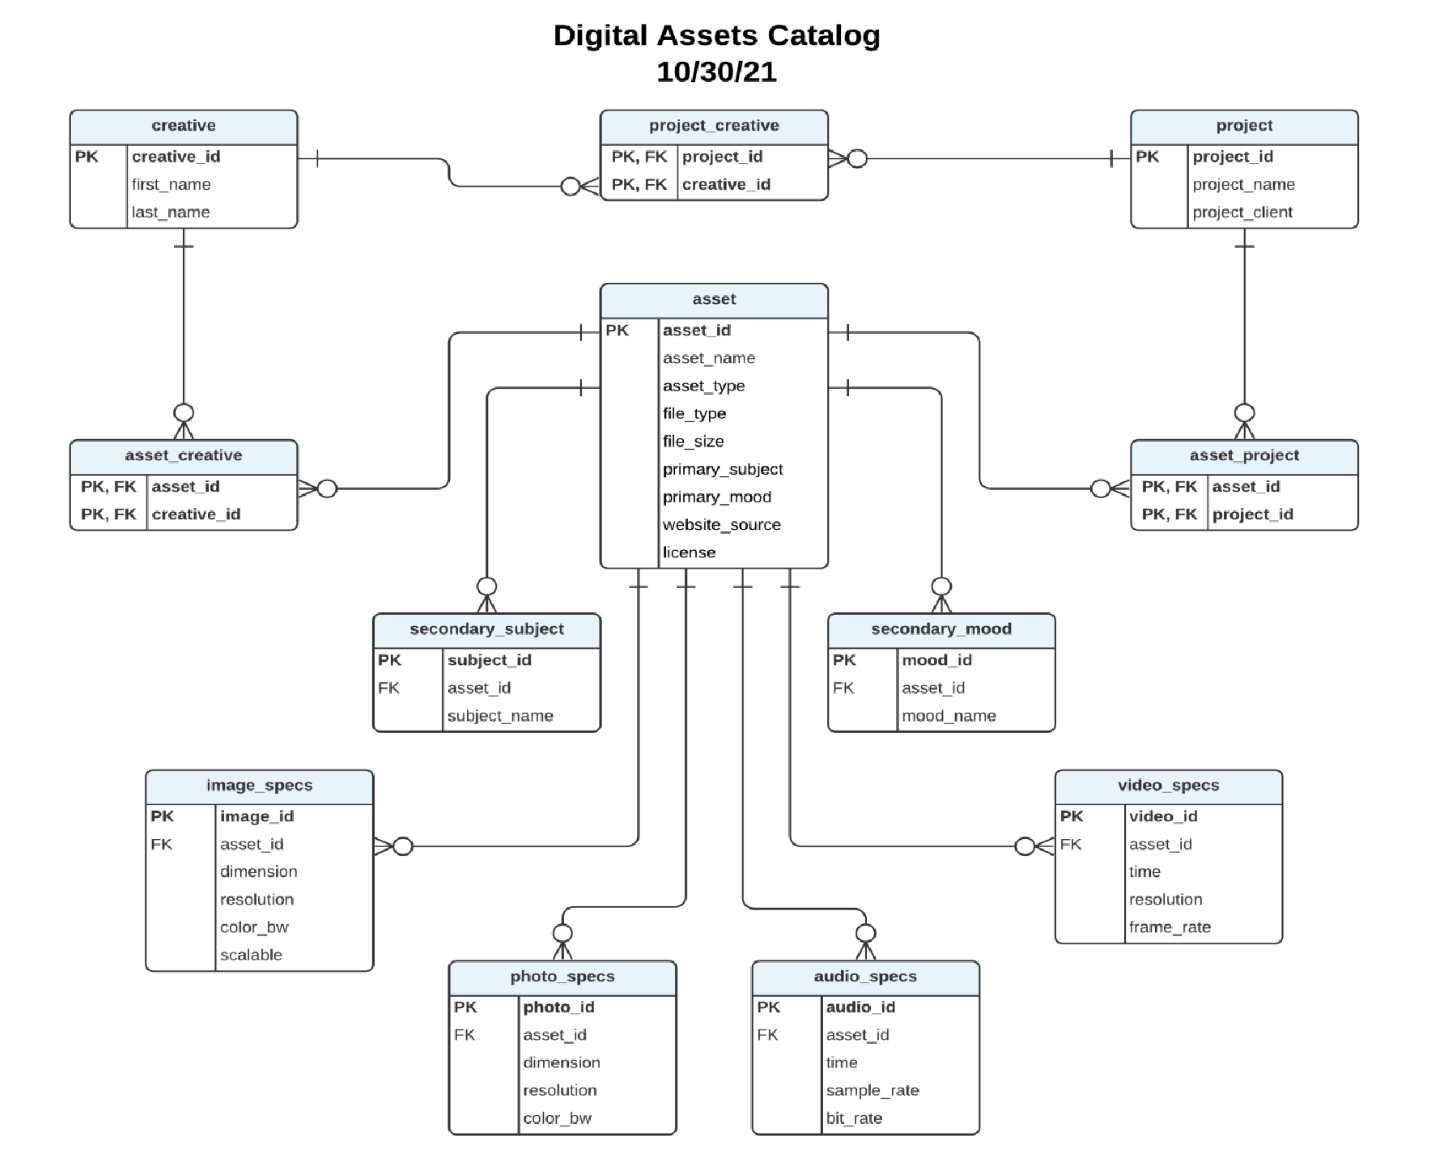 Digital Assets Catalog
10/30/21
creative
PK creative_id
first_name
last_name
project_creative
PK, FK project_id
PK, FK creative_id
project
PK project_id
project_name
project_client
asset
PK asset_id
asset_name
asset_type
file_type
file_size
primary_subject
primary_mood
website_source
license
asset_creative
PK, FK asset_id
PK, FK creative_id
asset_project
PK, FK asset_id
PK, FK project_id
secondary_subject
PK subject_id
FK asset_id
subject_name
secondary_mood
PK mood_id
FK asset_id
mood_name
image_specs
PK image_id
FK asset_id
dimension
resolution
color_bw
scalable
video_specs
PK video_id
FK asset_id
time
resolution
frame_rate
photo_specs
PK photo_id
FK asset_id
dimension
resolution
color_bw
audio_specs
PK audio_id
FK asset_id
time
sample_rate
bit_rate